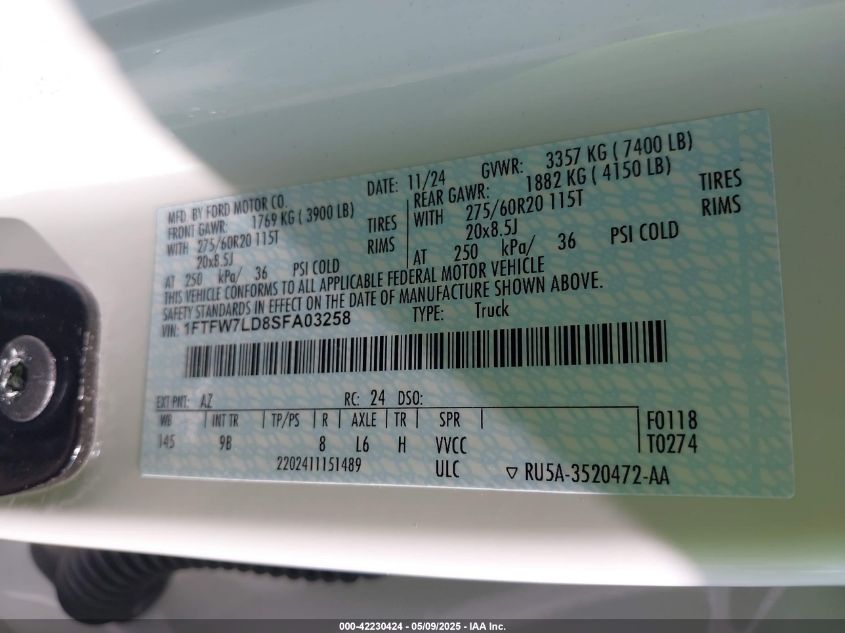 MFD. BY FORD MOTOR CO.
DATE: 11/24 GVWR: 3357 KG ( 7400 LB)
FRONT GAWR: 1769 KG ( 3900 LB)
REAR GAWR: 1882 KG ( 4150 LB)
WITH 275/60R20 115T TIRES
WITH 275/60R20 115T TIRES
20x8.5J RIMS
20x8.5J RIMS
AT 250 kPa/ 36 PSI COLD
AT 250 kPa/ 36 PSI COLD
THIS VEHICLE CONFORMS TO ALL APPLICABLE FEDERAL MOTOR VEHICLE
SAFETY STANDARDS IN EFFECT ON THE DATE OF MANUFACTURE SHOWN ABOVE.
VIN: 1FTFW7LD8SFA03258 TYPE: Truck
EXT PNT: AZ RC: 24 DSO:
WB INT TR TP/PS R AXLE TR SPR F0118
145 9B 8 L6 H VVCC T0274
2202411151489 ULC ▽ RU5A-3520472-AA
000-42230424 | 05/09/2025 - IAA Inc.